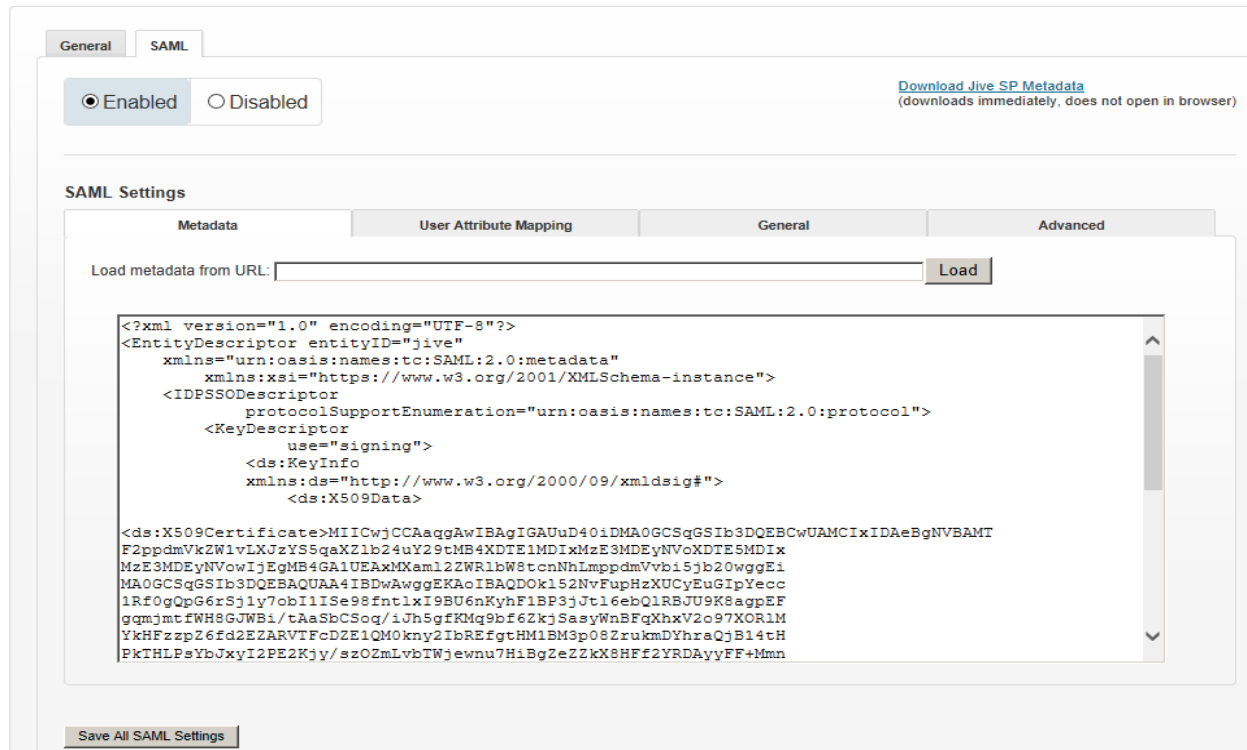 General SAML
Enabled Disabled
Download Jive SP Metadata
(downloads immediately, does not open in browser)
SAML Settings
Metadata User Attribute Mapping General Advanced
Load metadata from URL: Load
<?xml version="1.0" encoding="UTF-8"?>
<EntityDescriptor entityID="jive"
xmlns="urn:oasis:names:tc:SAML:2.0:metadata"
xmlns:xsi="https://www.w3.org/2001/XMLSchema-instance">
<IDPSSODescriptor
protocolSupportEnumeration="urn:oasis:names:tc:SAML:2.0:protocol">
<KeyDescriptor
use="signing">
<ds:KeyInfo
xmlns:ds="http://www.w3.org/2000/09/xmldsig#">
<ds:X509Data>
<ds:X509Certificate>MIICwjCCAaqgAwIBAgIGAUuD40iDMA0GCSqGSIb3DQEBCwUAMCIxIDAeBgNVBAMT
F2ppdmVkZW1vLXJzYS5qaXZlb24uY29tMB4XDTE1MDIxMzE3MDEyNVoXDTE5MDIx
MzE3MDEyNVowIjEgMB4GA1UEAxMXaml2ZWRlbW8tcnNhLmppdmVvbi5jb20wggEi
MA0GCSqGSIb3DQEBAQUAA4IBDwAwggEKAoIBAQDOkl52NvFupHzXUCyEuGIpYecc
1Rf0gQpG6rSj1y7obI1ISe98fntlxI9BU6nKyhF1BP3jJtl6ebQlRBJU9K8agpEF
gqmjmtfWH8GJWBi/tAaSbCSoq/iJh5gfKMq9bf6ZkjSasyWnBFqXhxV2o97XORlM
YkHFzzpZ6fd2EZARVTFcDZE1QM0kny2IbREfgtHM1BM3p08ZrukmDYhraQjB14tH
PkTHLPsYbJxyI2PE2Kjy/szOZmLvbTWjewnu7HiBgZeZZkX8HFf2YRDAyyFF+Mmn
Save All SAML Settings